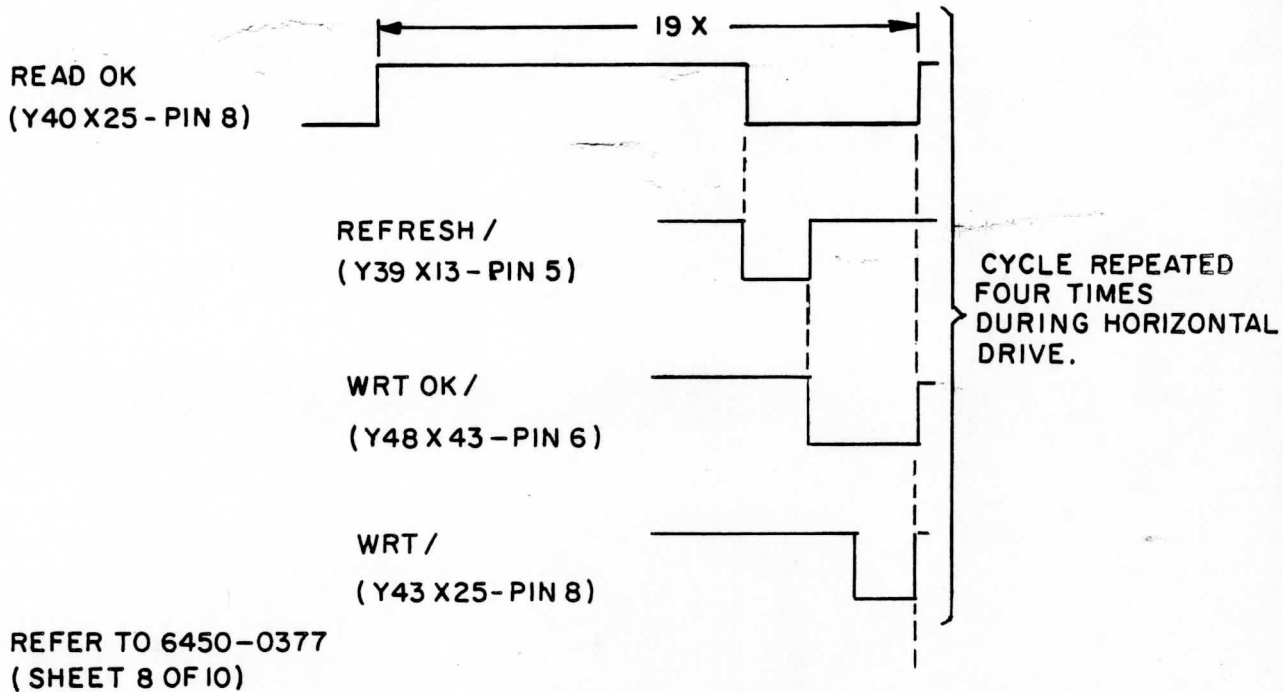 19 X
READ OK
(Y40 X25 - PIN 8)
REFRESH /
(Y39 X13 - PIN 5)
CYCLE REPEATED
FOUR TIMES
DURING HORIZONTAL
DRIVE.
WRT OK /
(Y48 X43 - PIN 6)
WRT /
(Y43 X25 - PIN 8)
REFER TO 6450-0377
(SHEET 8 OF 10)